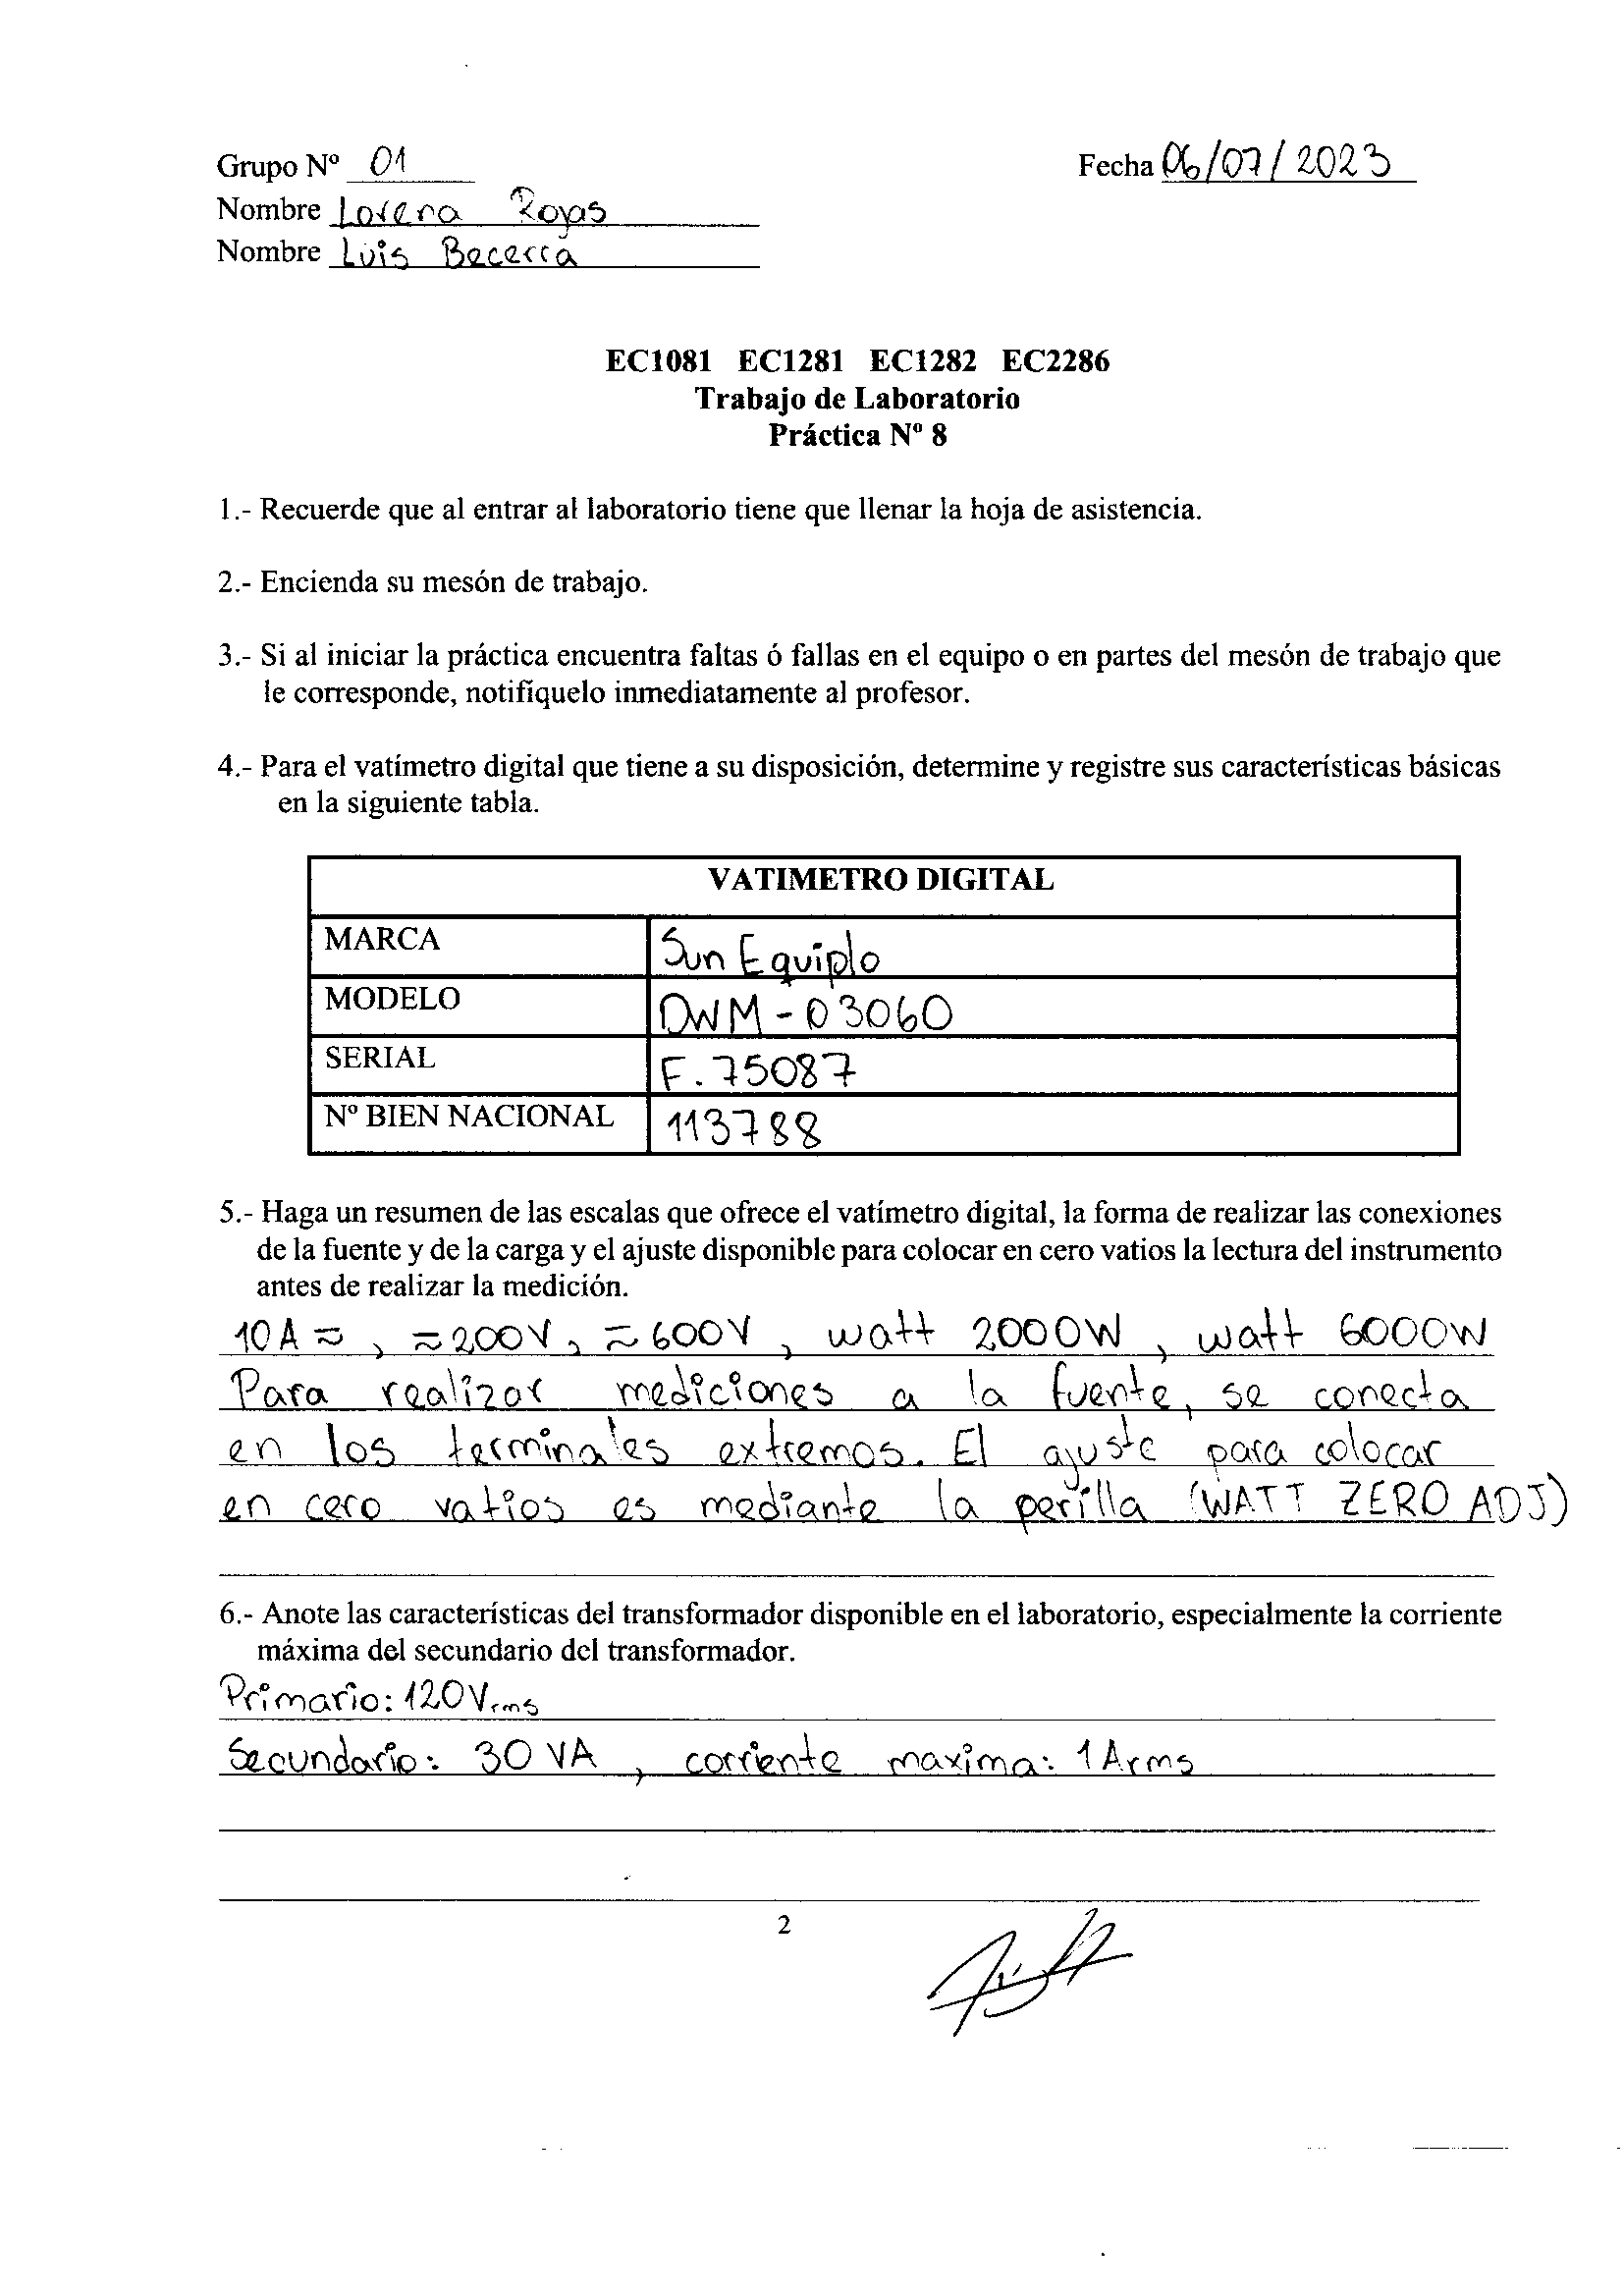 Grupo Nº 01 Fecha 06/07/2023
Nombre Lorena Rojas
Nombre Luis Becerra
EC1081 EC1281 EC1282 EC2286
Trabajo de Laboratorio
Práctica Nº 8
1.- Recuerde que al entrar al laboratorio tiene que llenar la hoja de asistencia.
2.- Encienda su mesón de trabajo.
3.- Si al iniciar la práctica encuentra faltas ó fallas en el equipo o en partes del mesón de trabajo que
le corresponde, notifíquelo inmediatamente al profesor.
4.- Para el vatímetro digital que tiene a su disposición, determine y registre sus características básicas
en la siguiente tabla.
VATIMETRO DIGITAL
MARCA Sun Equiplo
MODELO DWM-03060
SERIAL F.75087
Nº BIEN NACIONAL 113788
5.- Haga un resumen de las escalas que ofrece el vatímetro digital, la forma de realizar las conexiones
de la fuente y de la carga y el ajuste disponible para colocar en cero vatios la lectura del instrumento
antes de realizar la medición.
10A ≂, ≂200V, ≂600V, watt 2000W, watt 6000W
Para realizar mediciones a la fuente, se conecta
en los terminales extremos. El ajuste para colocar
en cero vatios es mediante la perilla (WATT ZERO ADJ)
6.- Anote las características del transformador disponible en el laboratorio, especialmente la corriente
máxima del secundario del transformador.
Primario: 120Vrms
Secundario: 30 VA, corriente maxima: 1 Arms
2